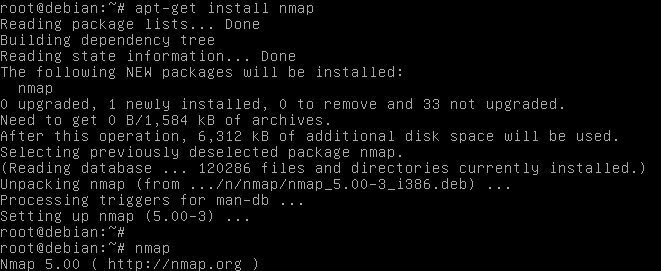 root@debian:~# apt-get install nmap
Reading package lists... Done
Building dependency tree
Reading state information... Done
The following NEW packages will be installed:
  nmap
0 upgraded, 1 newly installed, 0 to remove and 33 not upgraded.
Need to get 0 B/1,584 kB of archives.
After this operation, 6,312 kB of additional disk space will be used.
Selecting previously deselected package nmap.
(Reading database ... 120286 files and directories currently installed.)
Unpacking nmap (from .../n/nmap/nmap_5.00-3_i386.deb) ...
Processing triggers for man-db ...
Setting up nmap (5.00-3) ...
root@debian:~#
root@debian:~# nmap
Nmap 5.00 ( http://nmap.org )